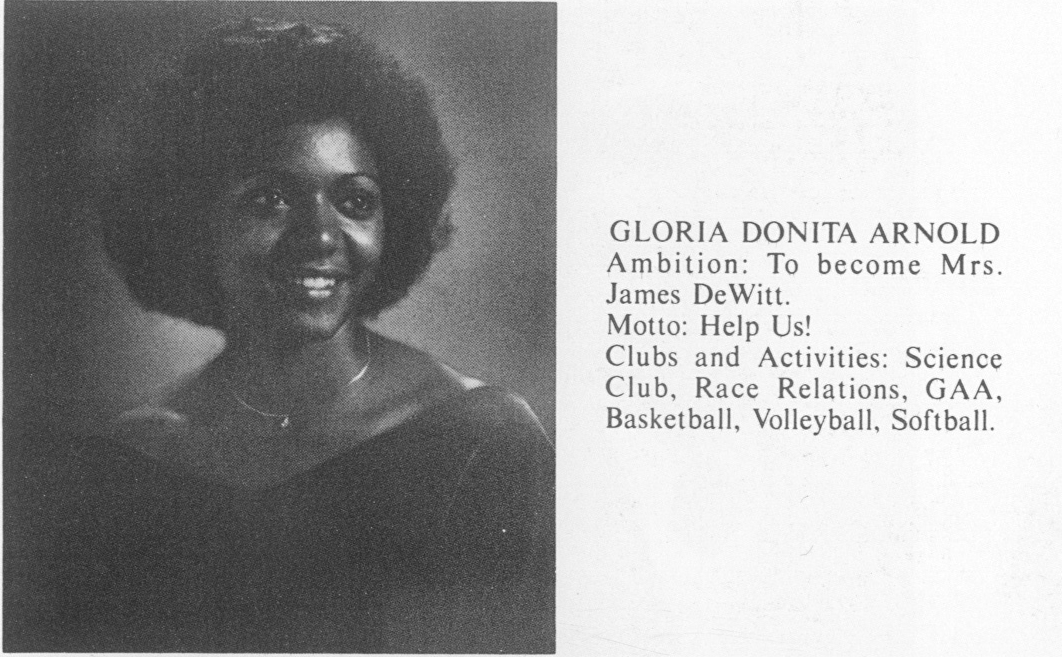 GLORIA DONITA ARNOLD
Ambition: To become Mrs.
James DeWitt.
Motto: Help Us!
Clubs and Activities: Science
Club, Race Relations, GAA,
Basketball, Volleyball, Softball.